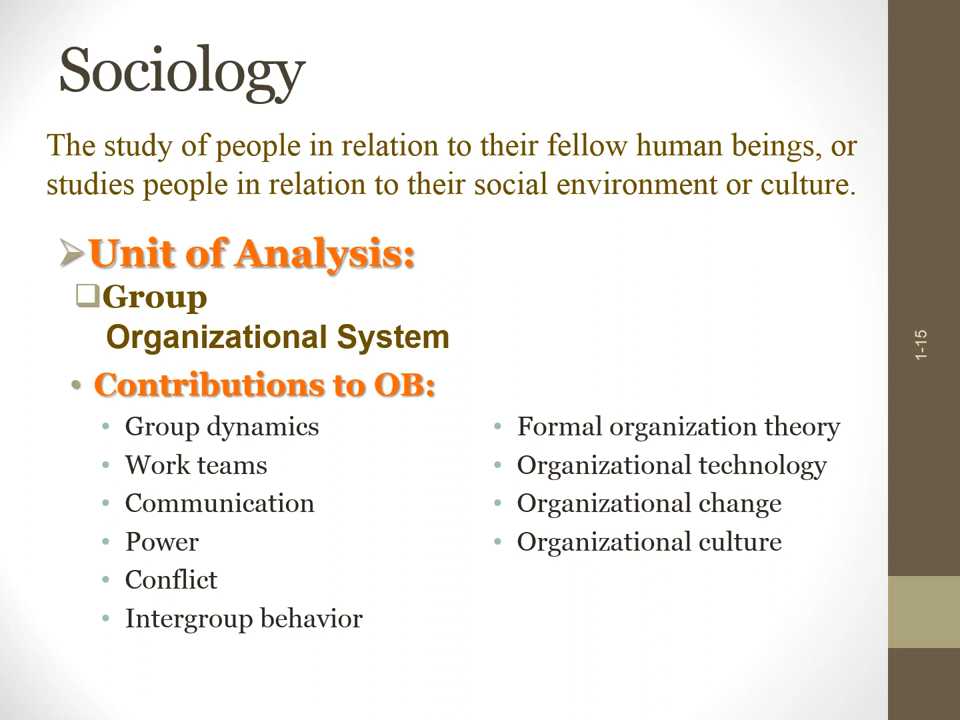 Sociology
The study of people in relation to their fellow human beings, or
studies people in relation to their social environment or culture.
Unit of Analysis:
Group
Organizational System
Contributions to OB:
Group dynamics
Work teams
Communication
Power
Conflict
Intergroup behavior
Formal organization theory
Organizational technology
Organizational change
Organizational culture
1-15